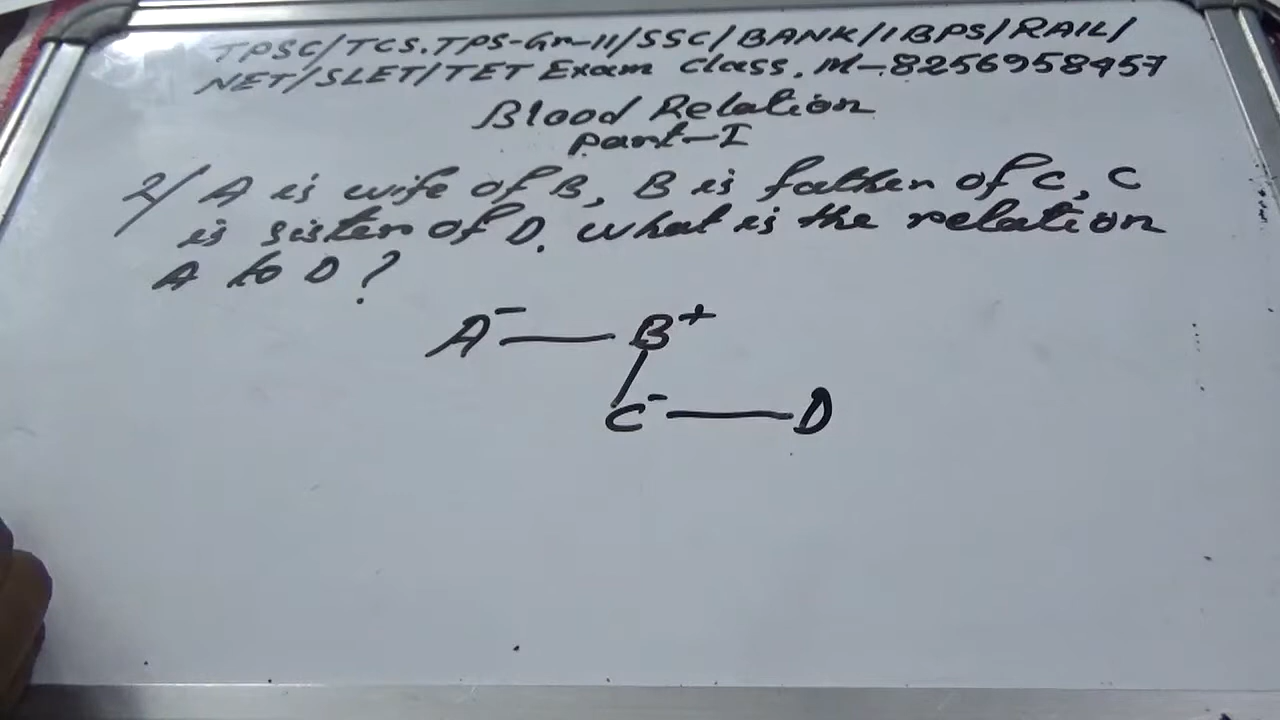 TPSC/TCS.TPS-Gr-II/SSC/BANK/IBPS/RAIL/
NET/SLET/TET Exam class. M-8256958457
Blood Relation
Part-I
2/ A is wife of B, B is father of C, C
is sister of D. What is the relation
A to D?
A⁻ — B⁺
C⁻ — D